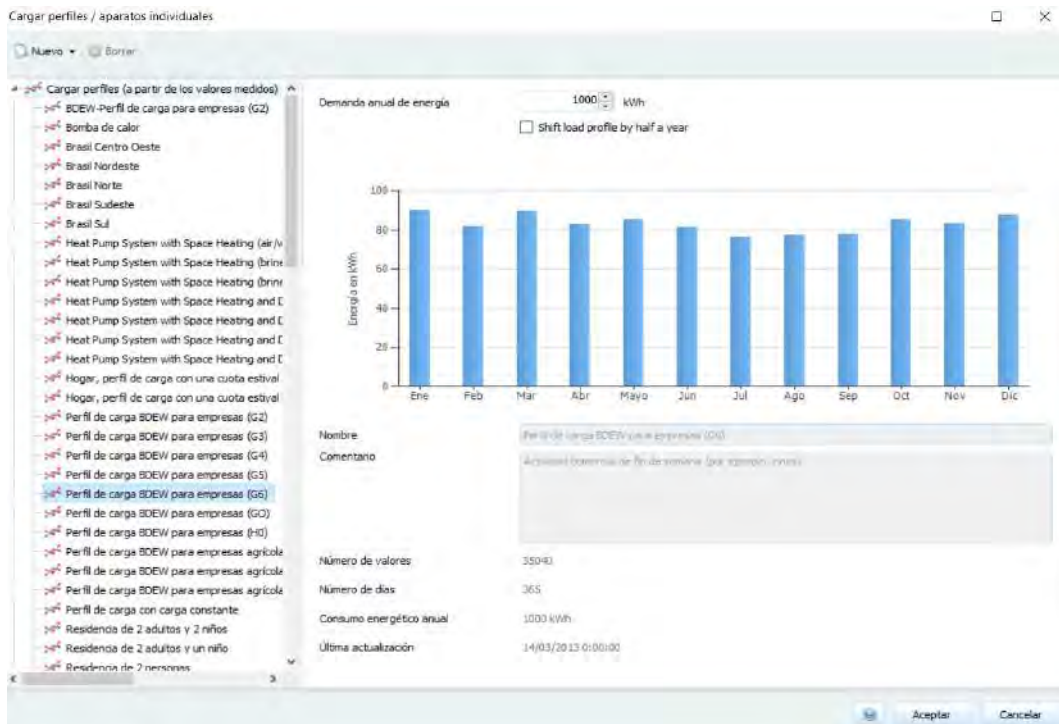 Cargar perfiles / aparatos individuales
Nuevo
Borrar
Cargar perfiles (a partir de los valores medidos)
BDEW-Perfil de carga para empresas (G2)
Bomba de calor
Brasil Centro Oeste
Brasil Nordeste
Brasil Norte
Brasil Sudeste
Brasil Sul
Heat Pump System with Space Heating (air/w
Heat Pump System with Space Heating (brine
Heat Pump System with Space Heating (brine
Heat Pump System with Space Heating and D
Heat Pump System with Space Heating and D
Heat Pump System with Space Heating and D
Heat Pump System with Space Heating and D
Hogar, perfil de carga con una cuota estival
Hogar, perfil de carga con una cuota estival
Perfil de carga BDEW para empresas (G2)
Perfil de carga BDEW para empresas (G3)
Perfil de carga BDEW para empresas (G4)
Perfil de carga BDEW para empresas (G5)
Perfil de carga BDEW para empresas (G6)
Perfil de carga BDEW para empresas (GO)
Perfil de carga BDEW para empresas (H0)
Perfil de carga BDEW para empresas agrícola
Perfil de carga BDEW para empresas agrícola
Perfil de carga BDEW para empresas agrícola
Perfil de carga con carga constante
Residencia de 2 adultos y 2 niños
Residencia de 2 adultos y un niño
Residencia de 2 personas
Demanda anual de energía 1000 kWh
Shift load profile by half a year
Energía en kWh
100
80
60
40
20
0
Ene Feb Mar Abr Mayo Jun Jul Ago Sep Oct Nov Dic
Nombre Perfil de carga BDEW para empresas (G6)
Comentario de fin de semana (por ejemplo,
Número de valores 35040
Número de días 365
Consumo energético anual 1000 kWh
Última actualización 14/03/2013 0:00:00
Aceptar Cancelar